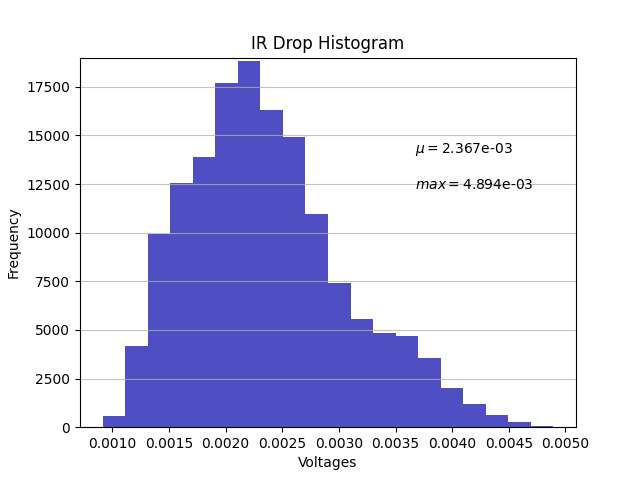 IR Drop Histogram
17500
15000
12500
10000
7500
5000
2500
0
Frequency
μ = 2.367e-03
max = 4.894e-03
0.0010 0.0015 0.0020 0.0025 0.0030 0.0035 0.0040 0.0045 0.0050
Voltages